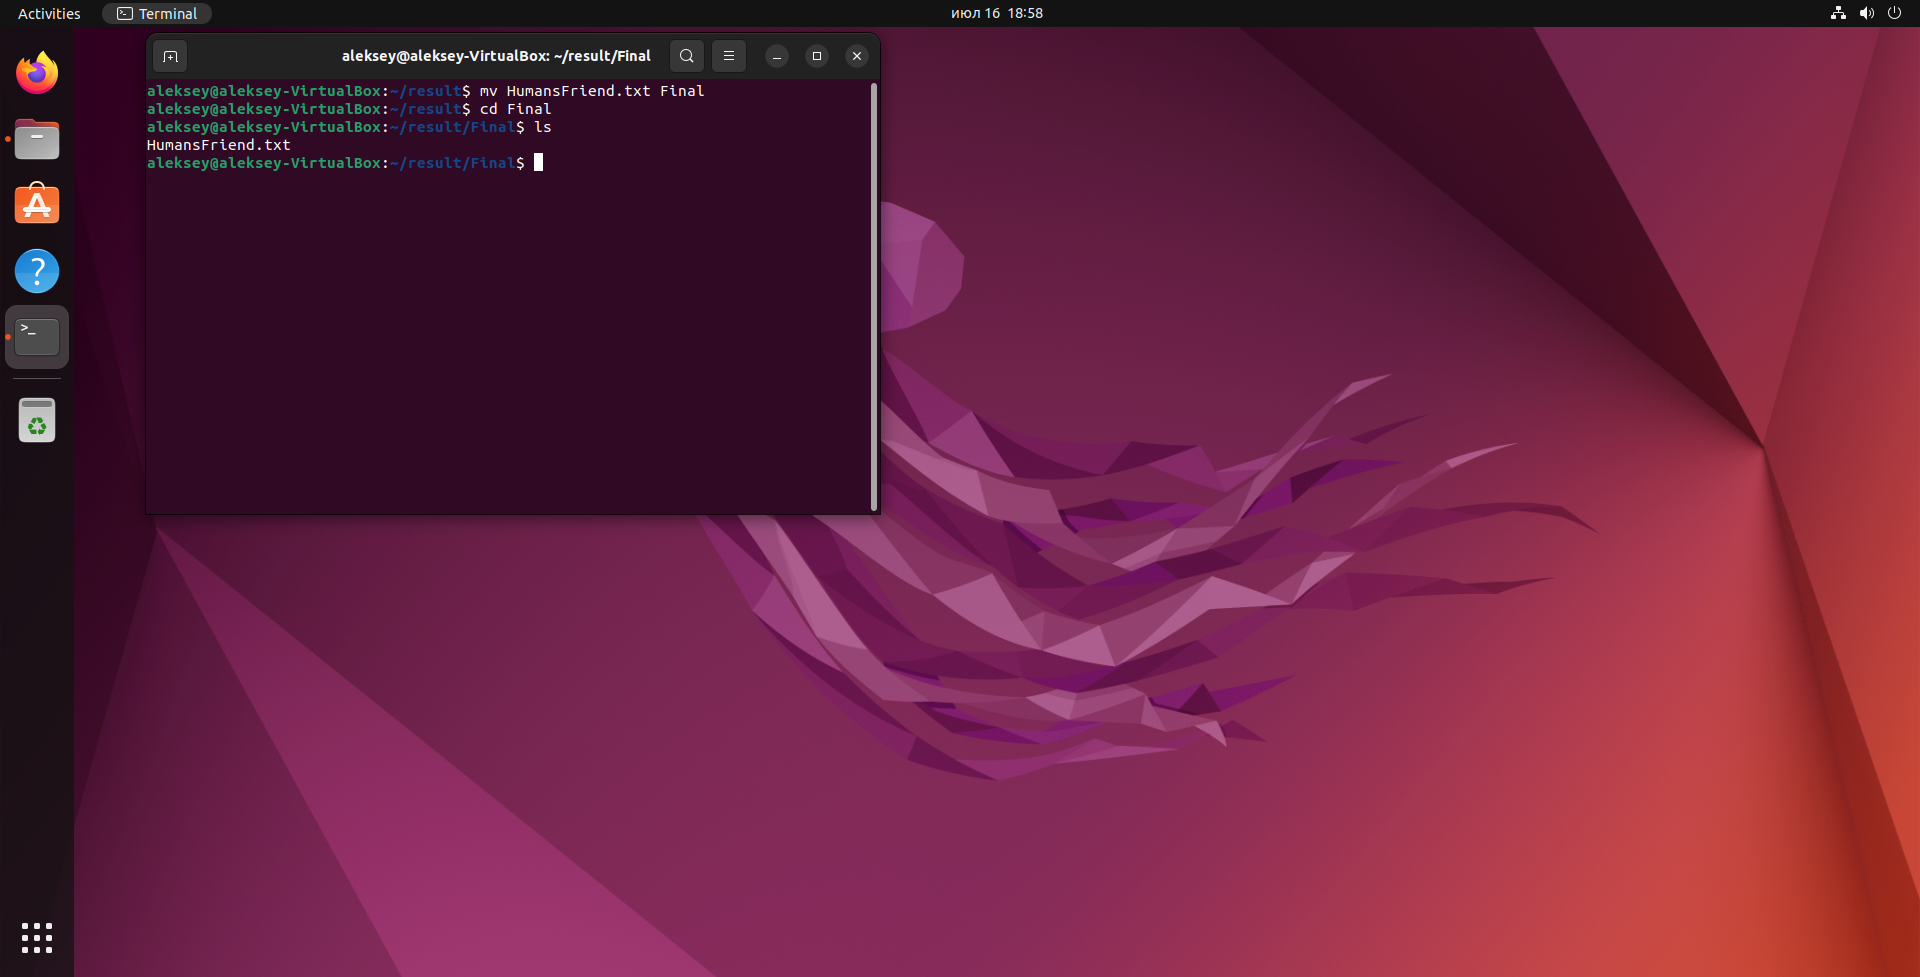 Activities
Terminal
июл 16 18:58
aleksey@aleksey-VirtualBox: ~/result/Final
aleksey@aleksey-VirtualBox:~/result$ mv HumansFriend.txt Final
aleksey@aleksey-VirtualBox:~/result$ cd Final
aleksey@aleksey-VirtualBox:~/result/Final$ ls
HumansFriend.txt
aleksey@aleksey-VirtualBox:~/result/Final$